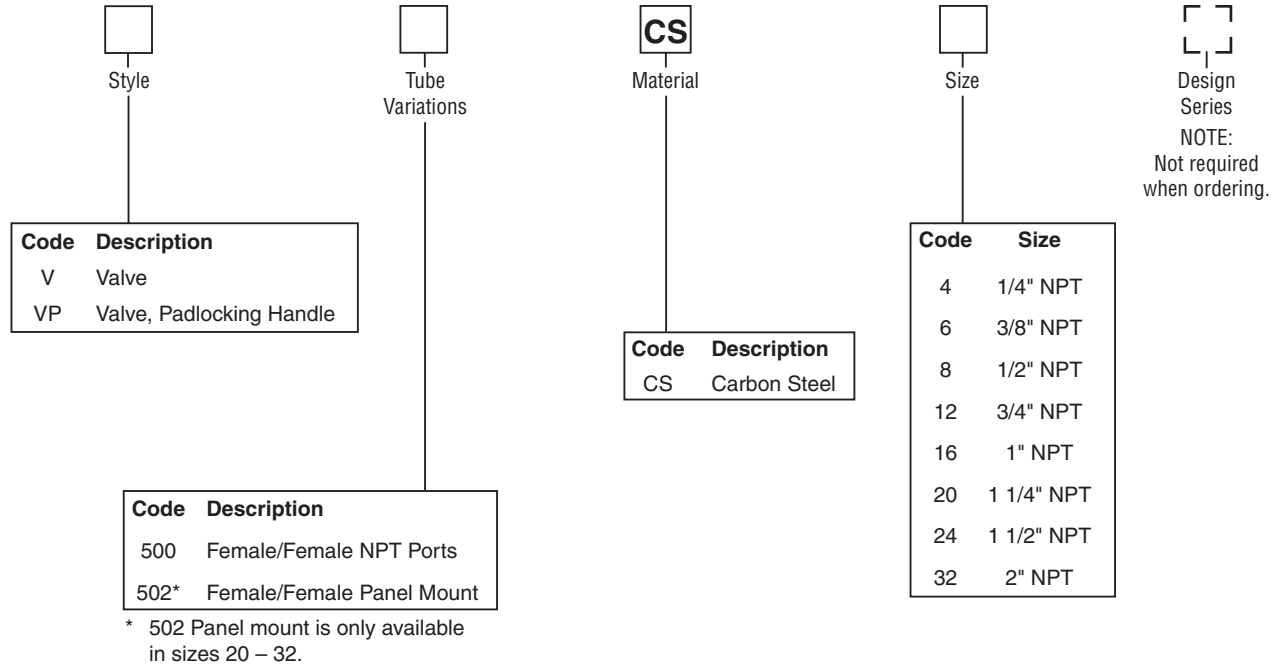 CS
Style
Tube
Variations
Material
Size
Design
Series
NOTE:
Not required
when ordering.
Code Description
V Valve
VP Valve, Padlocking Handle
Code Description
500 Female/Female NPT Ports
502* Female/Female Panel Mount
* 502 Panel mount is only available
in sizes 20 – 32.
Code Description
CS Carbon Steel
Code Size
4 1/4" NPT
6 3/8" NPT
8 1/2" NPT
12 3/4" NPT
16 1" NPT
20 1 1/4" NPT
24 1 1/2" NPT
32 2" NPT